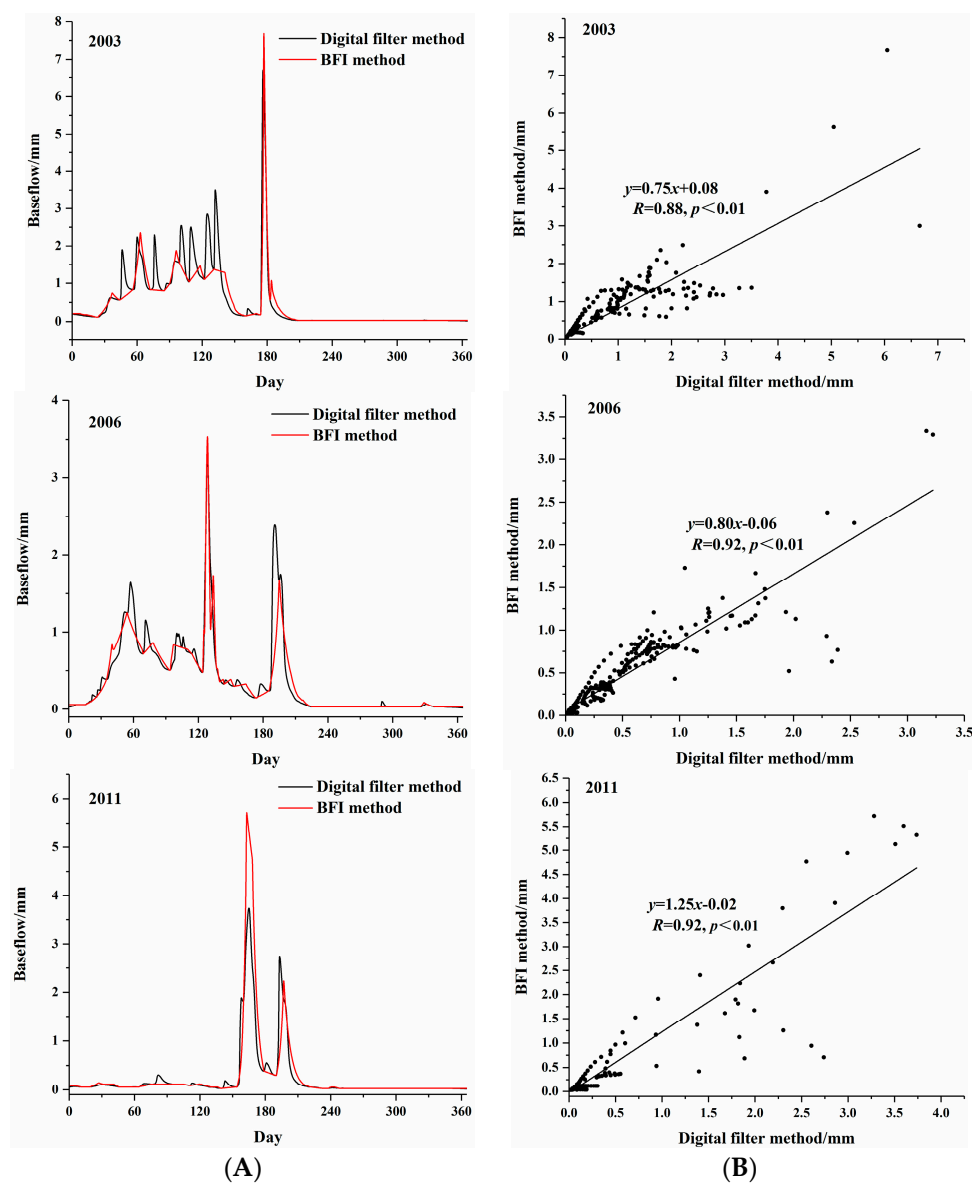 2003
Digital filter method
BFI method
Baseflow/mm
8
7
6
5
4
3
2
1
0
0 60 120 180 240 300 360
Day
2003
BFI method/mm
8
7
6
5
4
3
2
1
0
y=0.75x+0.08
R=0.88, p<0.01
0 1 2 3 4 5 6 7
Digital filter method/mm
2006
Digital filter method
BFI method
Baseflow/mm
4
3
2
1
0
0 60 120 180 240 300 360
Day
2006
BFI method/mm
3.5
3.0
2.5
2.0
1.5
1.0
0.5
0.0
y=0.80x-0.06
R=0.92, p<0.01
0.0 0.5 1.0 1.5 2.0 2.5 3.0 3.5
Digital filter method/mm
2011
Digital filter method
BFI method
Baseflow/mm
6
5
4
3
2
1
0
0 60 120 180 240 300 360
Day
2011
BFI method/mm
6.5
6.0
5.5
5.0
4.5
4.0
3.5
3.0
2.5
2.0
1.5
1.0
0.5
0.0
y=1.25x-0.02
R=0.92, p<0.01
0.0 0.5 1.0 1.5 2.0 2.5 3.0 3.5 4.0
Digital filter method/mm
(A)
(B)